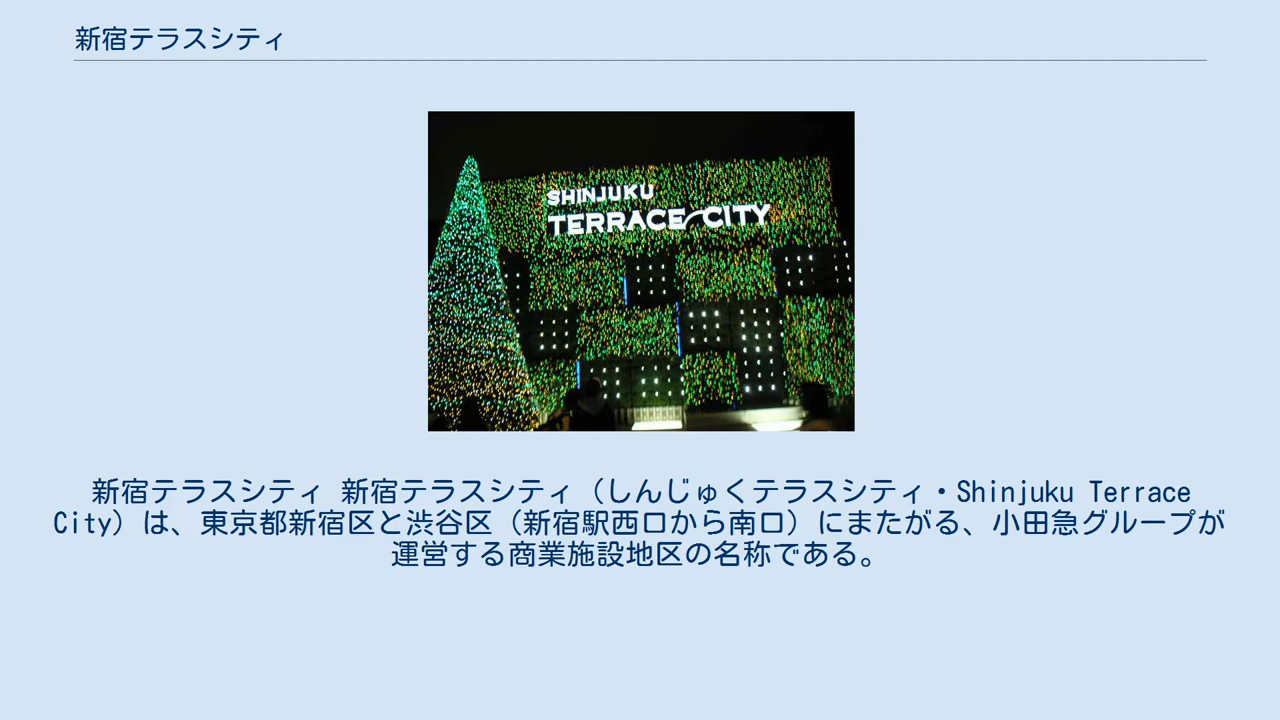 新宿テラスシティ
SHINJUKU
TERRACE CITY
新宿テラスシティ 新宿テラスシティ（しんじゅくテラスシティ・Shinjuku Terrace
City）は、東京都新宿区と渋谷区（新宿駅西口から南口）にまたがる、小田急グループが
運営する商業施設地区の名称である。